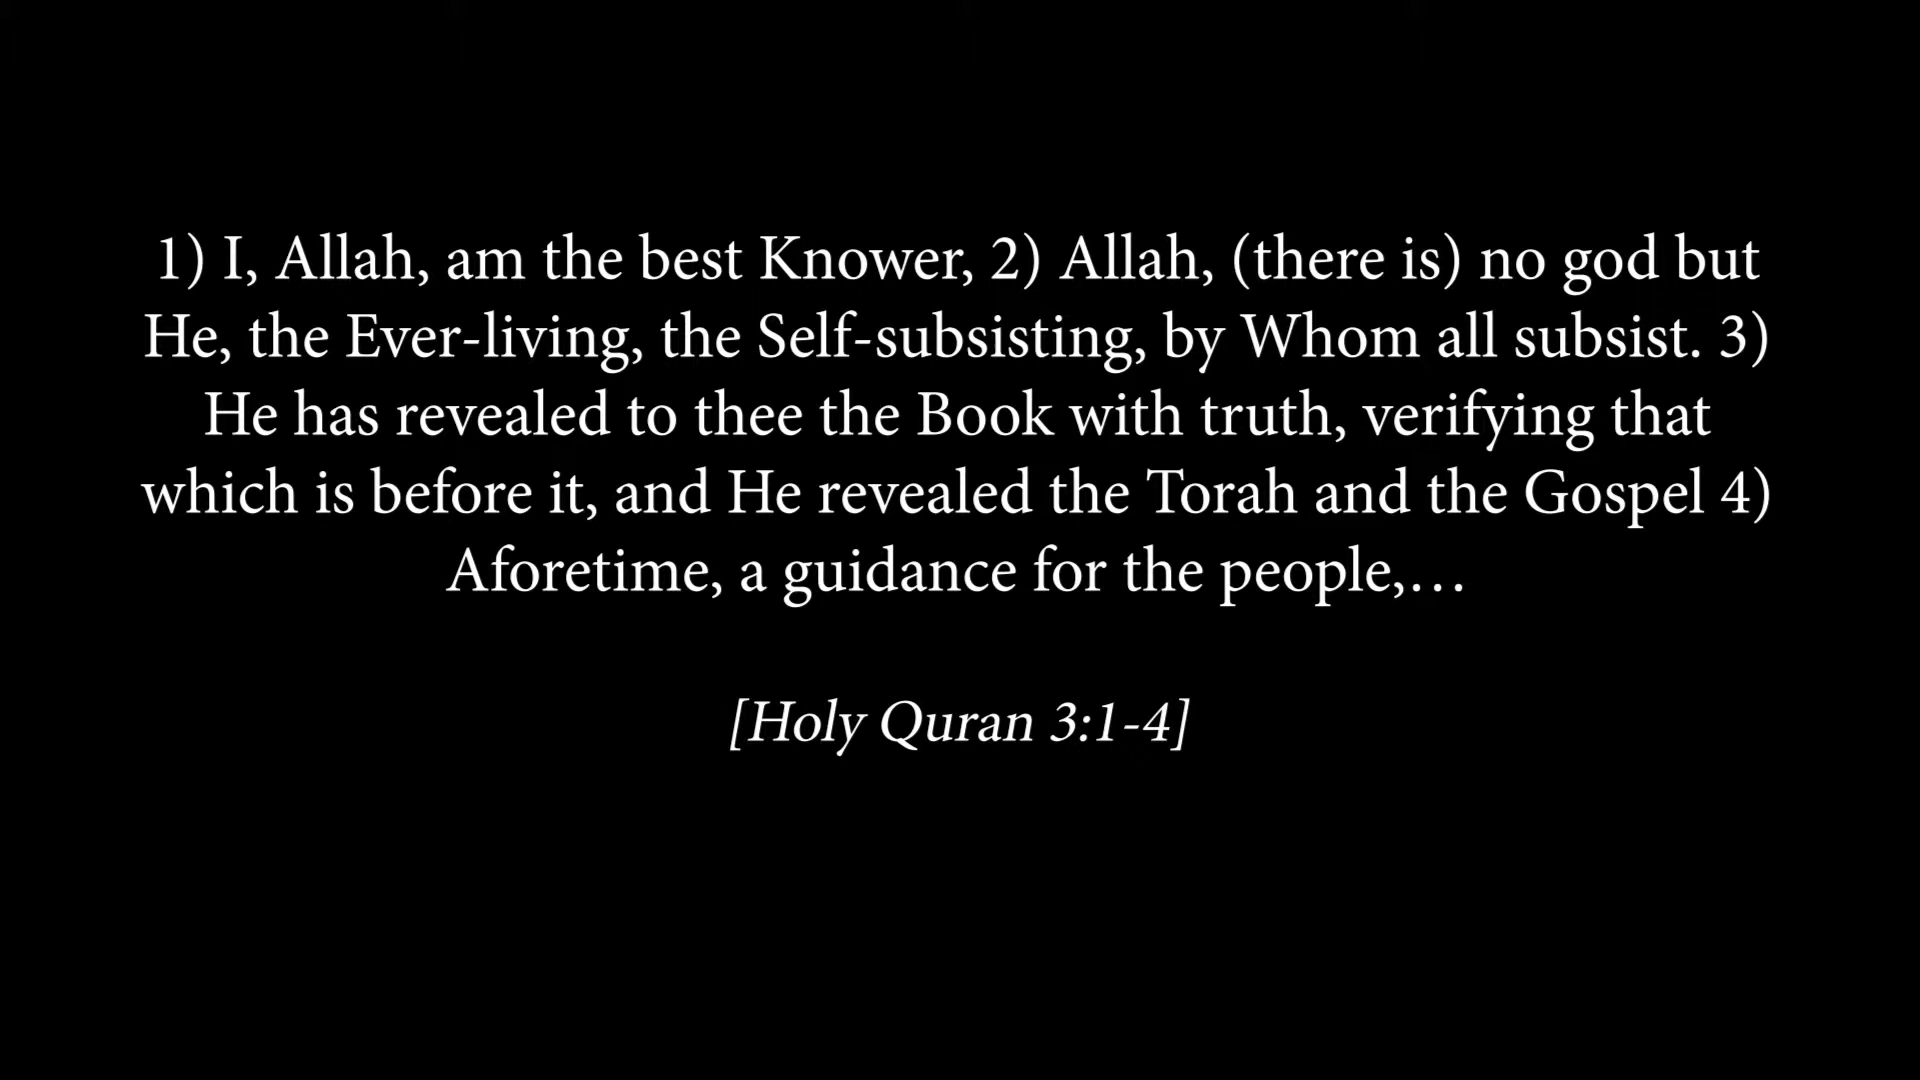 1) I, Allah, am the best Knower, 2) Allah, (there is) no god but
He, the Ever-living, the Self-subsisting, by Whom all subsist. 3)
He has revealed to thee the Book with truth, verifying that
which is before it, and He revealed the Torah and the Gospel 4)
Aforetime, a guidance for the people,…
[Holy Quran 3:1-4]